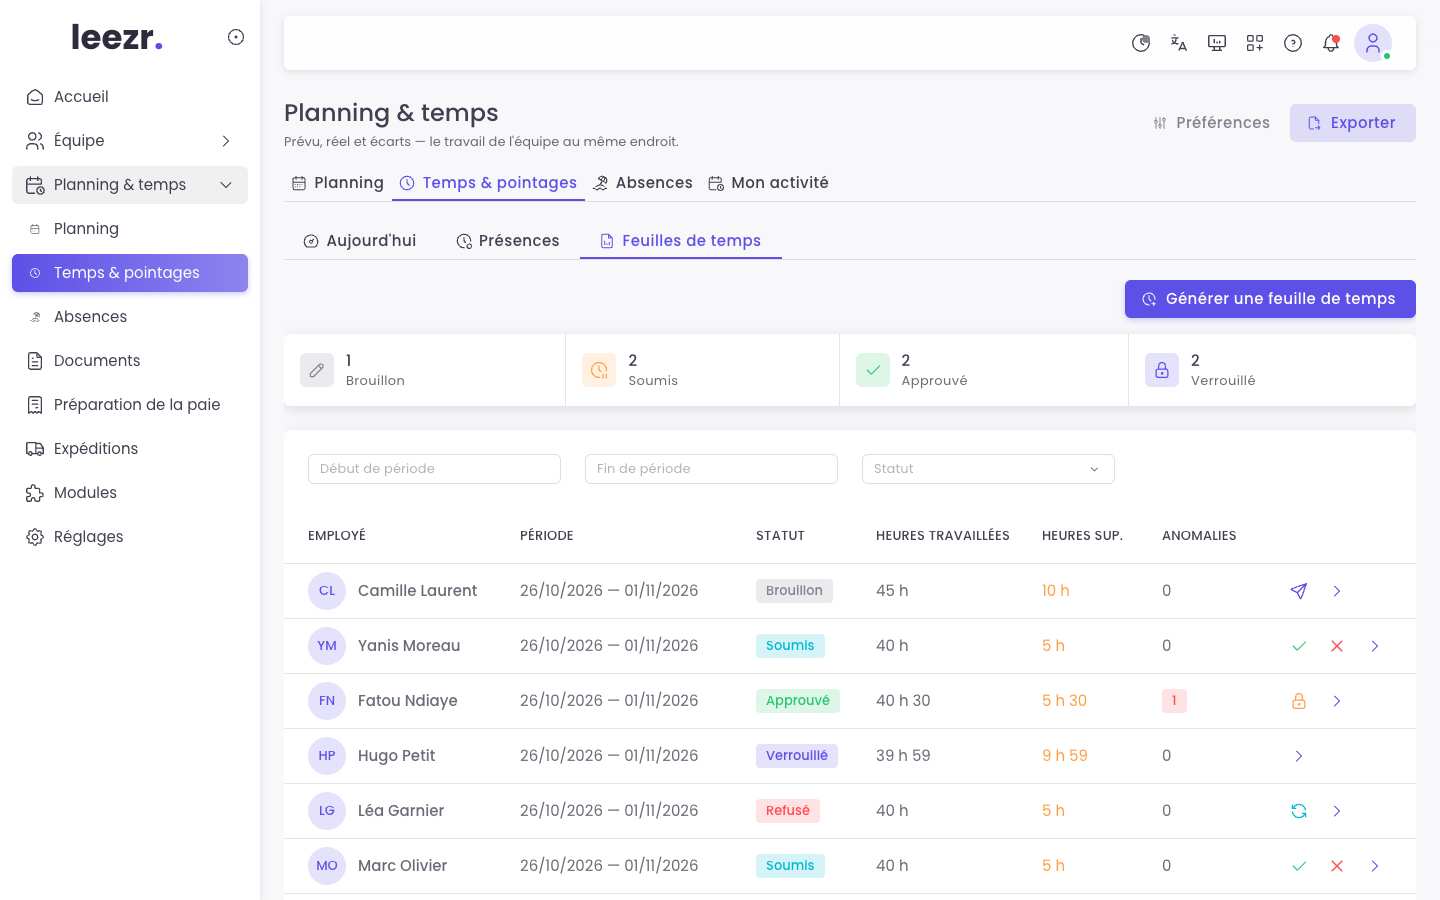 leezr.
Accueil
Équipe
Planning & temps
Planning
Temps & pointages
Absences
Documents
Préparation de la paie
Expéditions
Modules
Réglages
Planning & temps
Prévu, réel et écarts — le travail de l'équipe au même endroit.
Préférences
Exporter
Planning
Temps & pointages
Absences
Mon activité
Aujourd'hui
Présences
Feuilles de temps
Générer une feuille de temps
1
Brouillon
2
Soumis
2
Approuvé
2
Verrouillé
Début de période
Fin de période
Statut
EMPLOYÉ PÉRIODE STATUT HEURES TRAVAILLÉES HEURES SUP. ANOMALIES
CL Camille Laurent 26/10/2026 — 01/11/2026 Brouillon 45 h 10 h 0
YM Yanis Moreau 26/10/2026 — 01/11/2026 Soumis 40 h 5 h 0
FN Fatou Ndiaye 26/10/2026 — 01/11/2026 Approuvé 40 h 30 5 h 30 1
HP Hugo Petit 26/10/2026 — 01/11/2026 Verrouillé 39 h 59 9 h 59 0
LG Léa Garnier 26/10/2026 — 01/11/2026 Refusé 40 h 5 h 0
MO Marc Olivier 26/10/2026 — 01/11/2026 Soumis 40 h 5 h 0